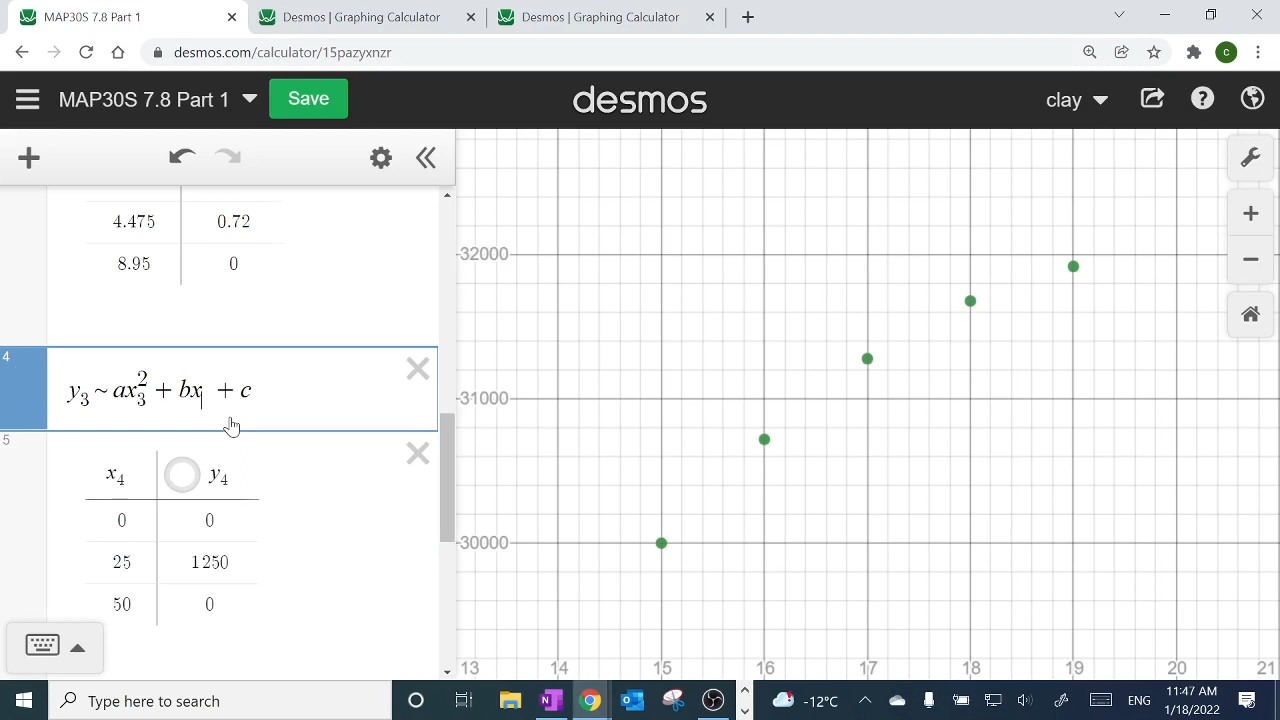 MAP30S 7.8 Part 1
Desmos | Graphing Calculator
Desmos | Graphing Calculator
desmos.com/calculator/15pazyxnzr
C
MAP30S 7.8 Part 1
Save
desmos
clay
4.475 0.72
8.95 0
4
y₃ ~ ax₃² + bx + c
5
x₄ y₄
0 0
25 1250
50 0
32000
31000
30000
13 14 15 16 17 18 19 20 21
Type here to search
-12°C
ENG
11:47 AM
1/18/2022